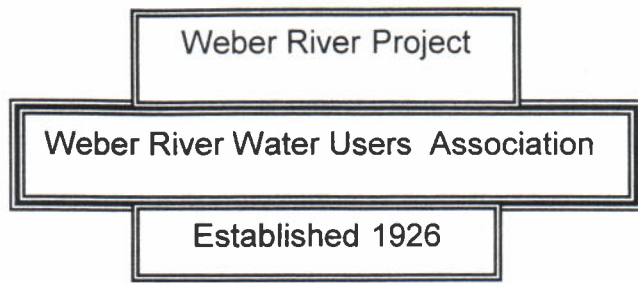 Weber River Project
Weber River Water Users Association
Established 1926